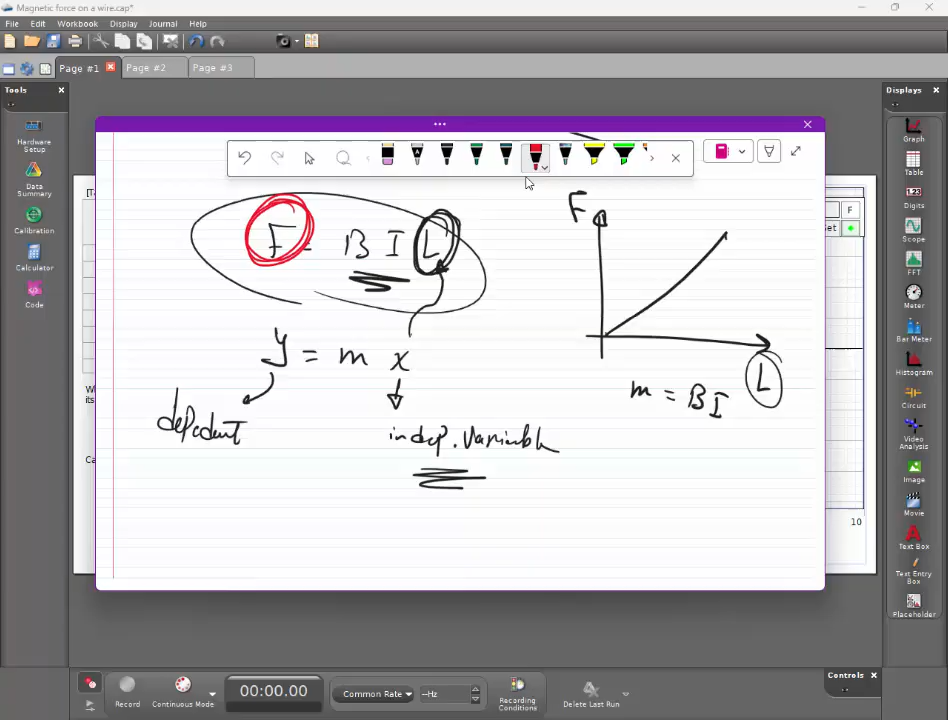 Magnetic force on a wire.cap*
File Edit Workbook Display Journal Help
Page #1 Page #2 Page #3
Tools
Hardware
Setup
Data
Summary
Calibration
Calculator
Code
A
F = B I L
y = m x
dependent
indep. variable
F
L
m = BI
F
10
Displays
Graph
Table
Digits
Scope
FFT
Meter
Bar Meter
Histogram
Circuit
Video
Analysis
Image
Movie
Text Box
Text Entry
Box
Placeholder
Record
Continuous Mode
00:00.00
Common Rate
--Hz
Recording
Conditions
Delete Last Run
Controls